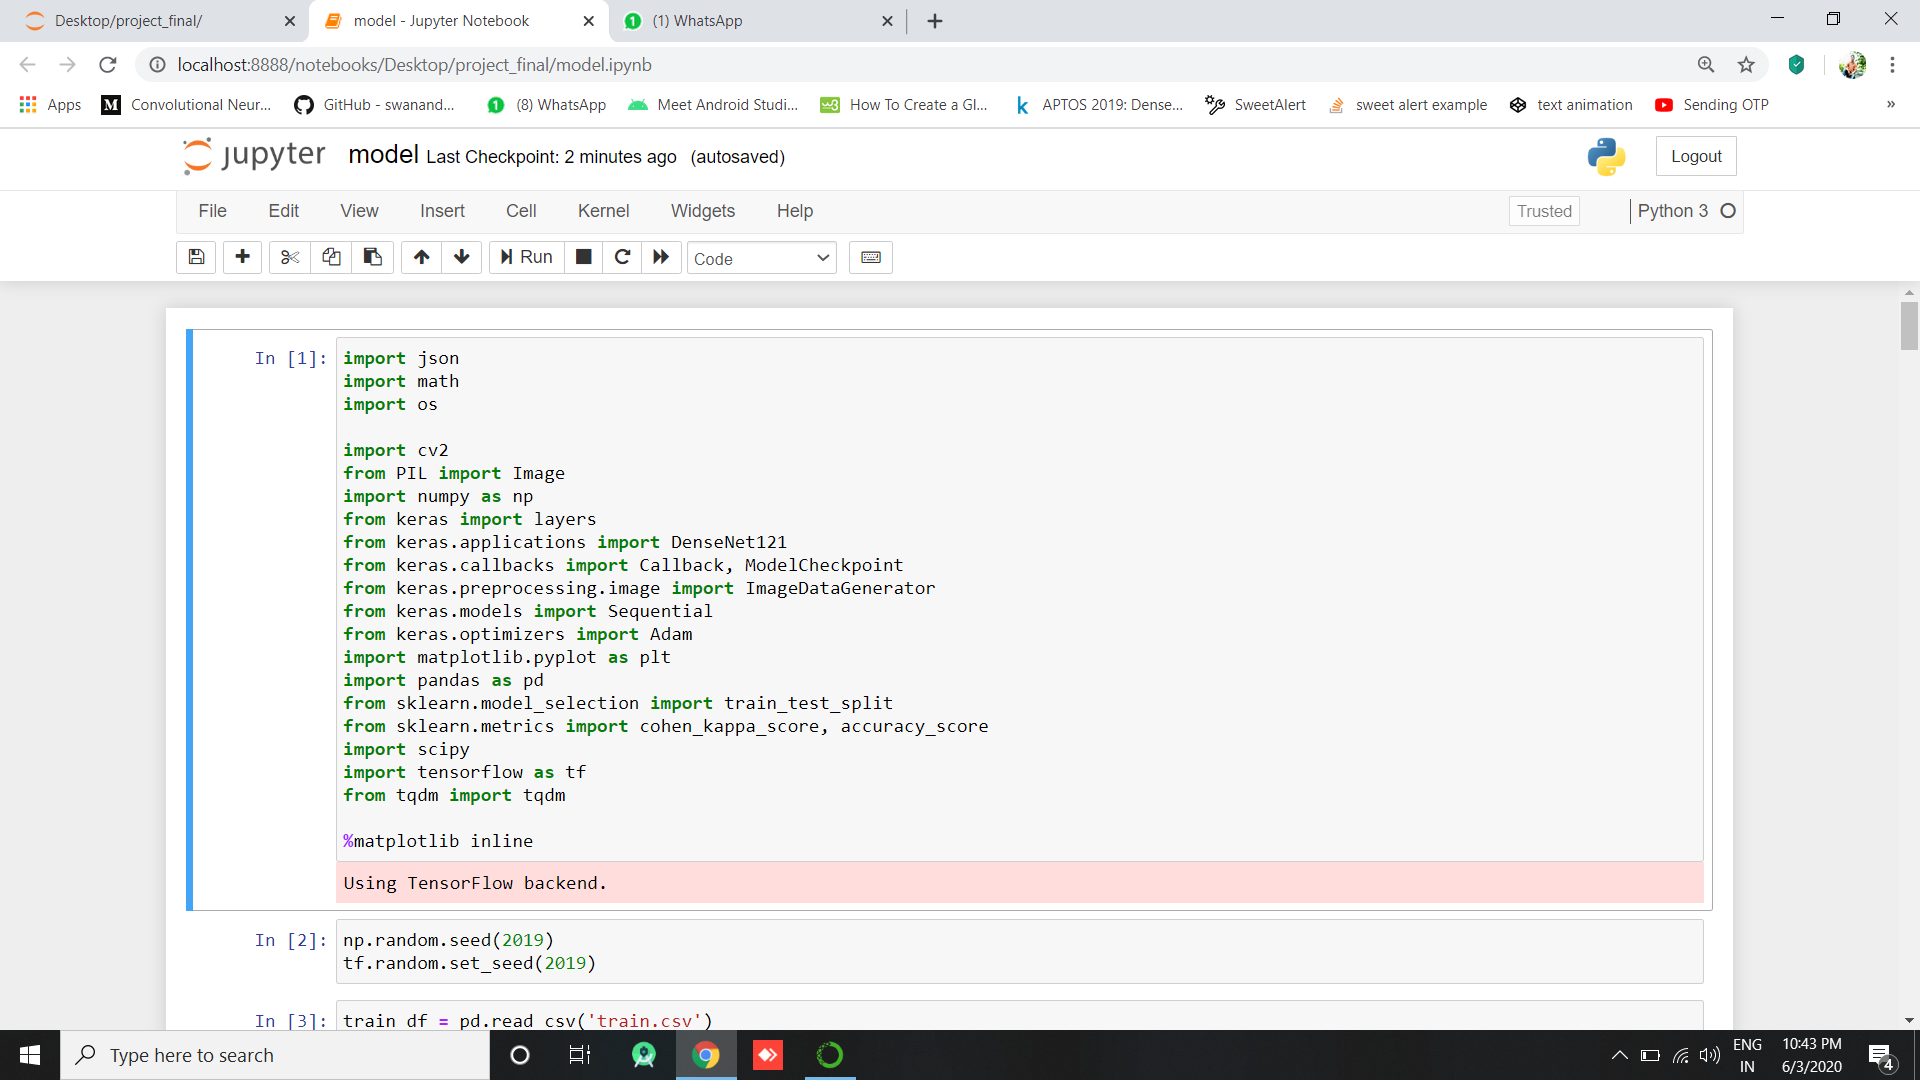 Desktop/project_final/
model - Jupyter Notebook
1 (1) WhatsApp
localhost:8888/notebooks/Desktop/project_final/model.ipynb
Apps
M Convolutional Neur...
GitHub - swanand...
1 (8) WhatsApp
Meet Android Studi...
w3 How To Create a Gl...
k APTOS 2019: Dense...
SweetAlert
sweet alert example
text animation
Sending OTP
»
jupyter model Last Checkpoint: 2 minutes ago (autosaved)
Logout
File Edit View Insert Cell Kernel Widgets Help
Trusted
Python 3
Run
Code
In [1]:
import json
import math
import os
import cv2
from PIL import Image
import numpy as np
from keras import layers
from keras.applications import DenseNet121
from keras.callbacks import Callback, ModelCheckpoint
from keras.preprocessing.image import ImageDataGenerator
from keras.models import Sequential
from keras.optimizers import Adam
import matplotlib.pyplot as plt
import pandas as pd
from sklearn.model_selection import train_test_split
from sklearn.metrics import cohen_kappa_score, accuracy_score
import scipy
import tensorflow as tf
from tqdm import tqdm
%matplotlib inline
Using TensorFlow backend.
In [2]:
np.random.seed(2019)
tf.random.set_seed(2019)
In [3]:
train_df = pd.read_csv('train.csv')
Type here to search
ENG
IN
10:43 PM
6/3/2020
4